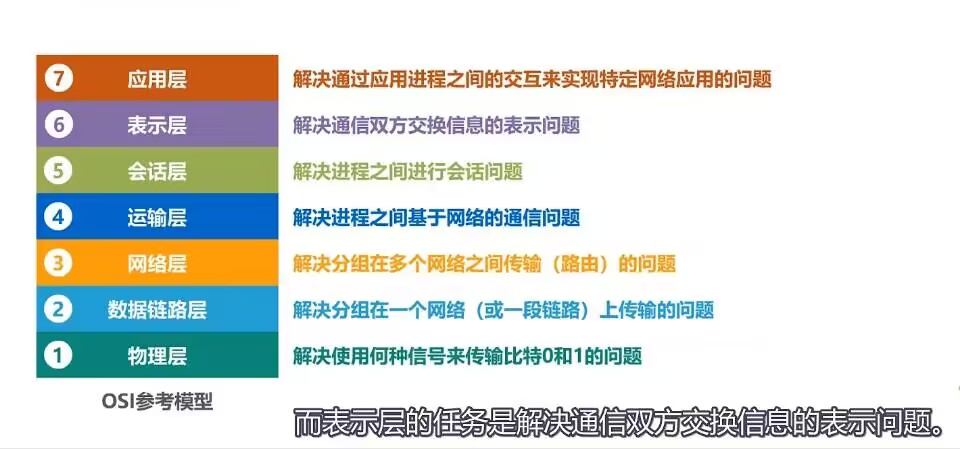 7 应用层 解决通过应用进程之间的交互来实现特定网络应用的问题
6 表示层 解决通信双方交换信息的表示问题
5 会话层 解决进程之间进行会话问题
4 运输层 解决进程之间基于网络的通信问题
3 网络层 解决分组在多个网络之间传输（路由）的问题
2 数据链路层 解决分组在一个网络（或一段链路）上传输的问题
1 物理层 解决使用何种信号来传输比特0和1的问题
OSI参考模型
而表示层的任务是解决通信双方交换信息的表示问题。